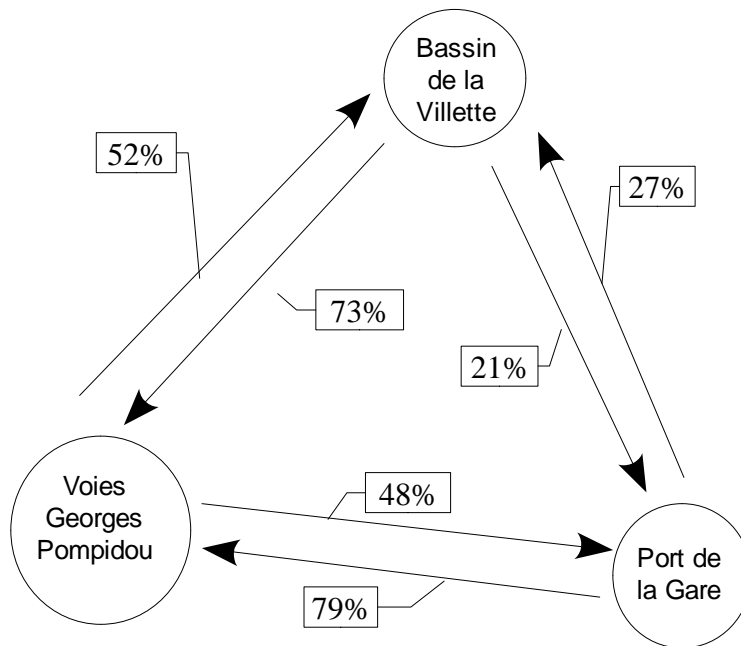 Bassin
de la
Villette
52%
27%
73%
21%
Voies
Georges
Pompidou
48%
Port de
la Gare
79%